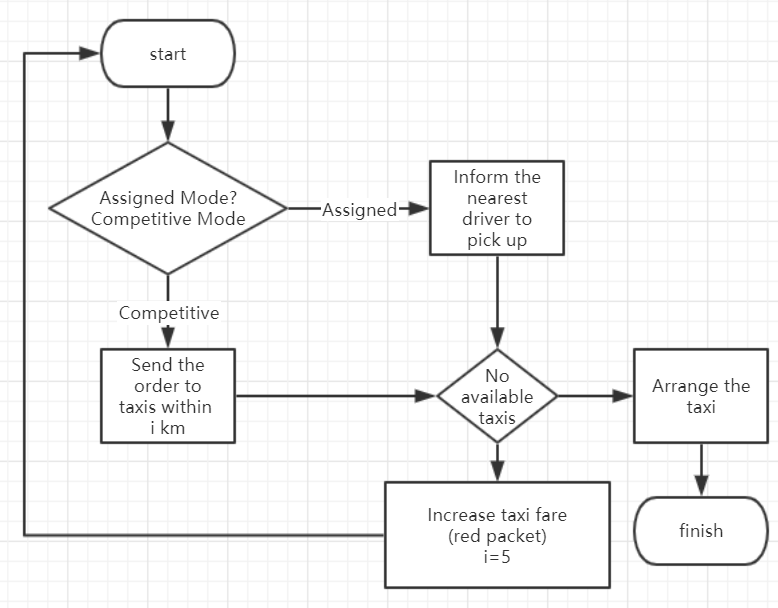 start
Assigned Mode?
Competitive Mode
Assigned
Inform the
nearest
driver to
pick up
Competitive
Send the
order to
taxis within
i km
No
available
taxis
Arrange the
taxi
Increase taxi fare
(red packet)
i=5
finish